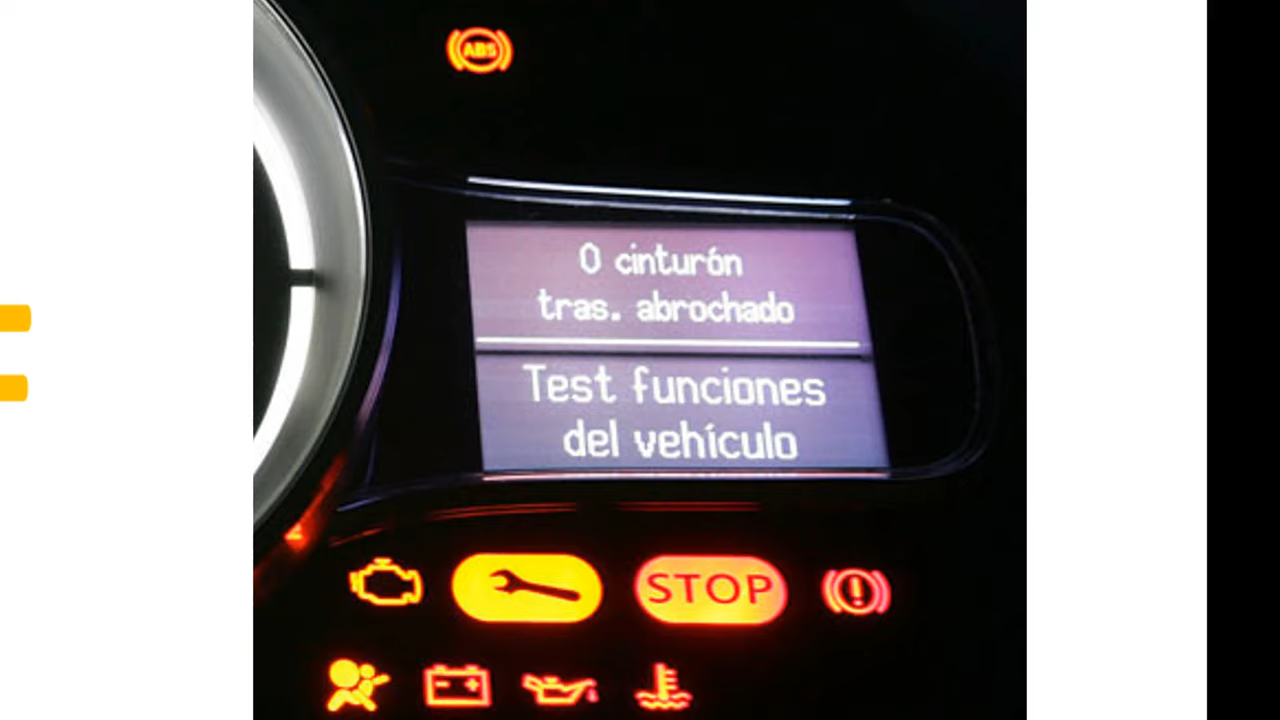 ABS
0 cinturón
tras. abrochado
Test funciones
del vehículo
STOP